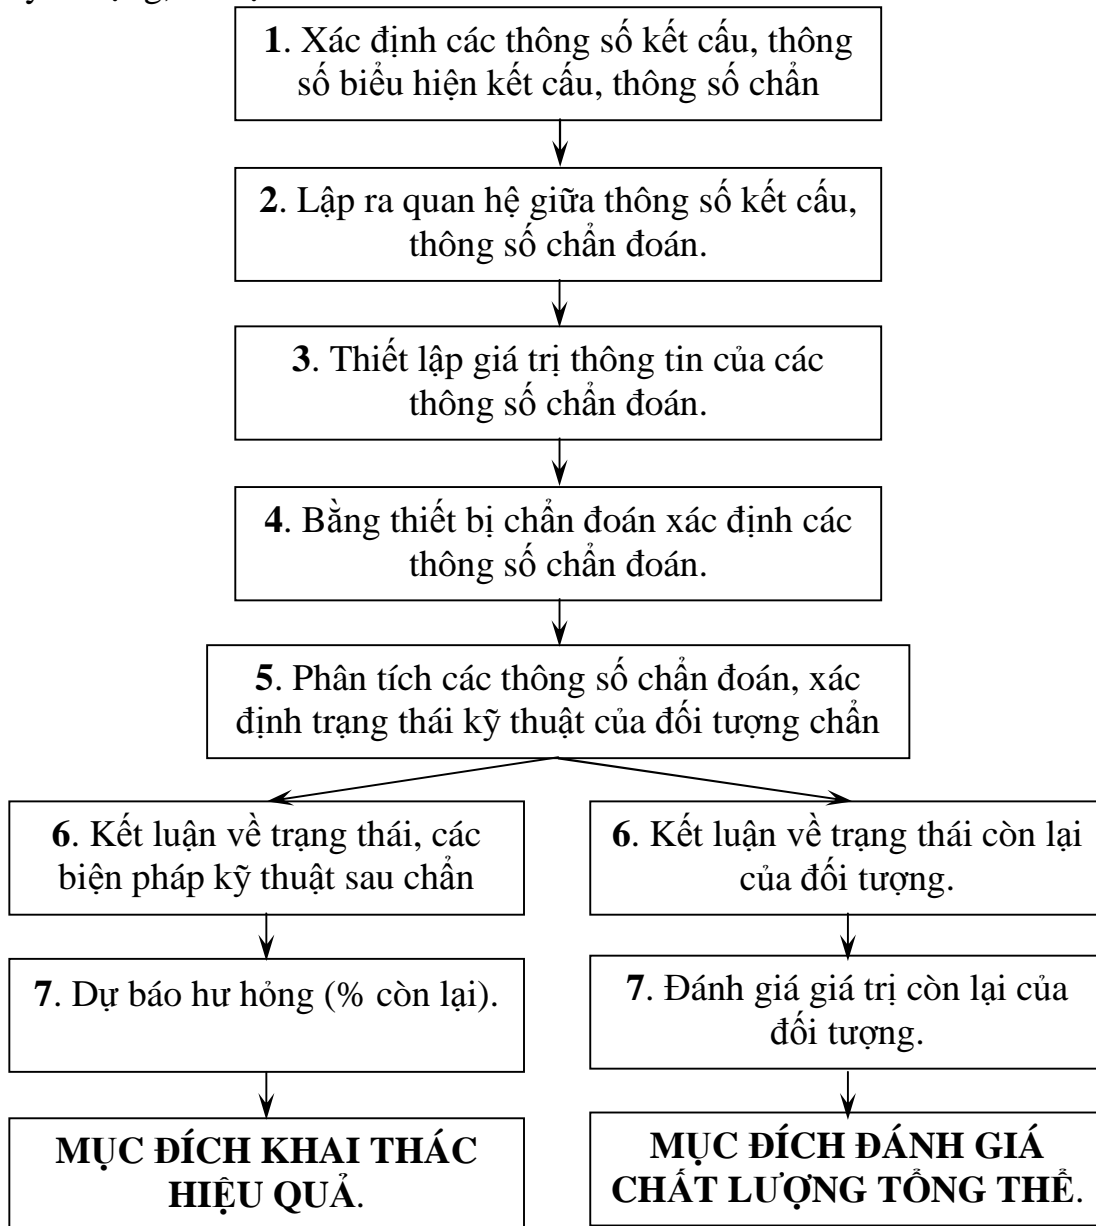 1. Xác định các thông số kết cấu, thông
số biểu hiện kết cấu, thông số chẩn
2. Lập ra quan hệ giữa thông số kết cấu,
thông số chẩn đoán.
3. Thiết lập giá trị thông tin của các
thông số chẩn đoán.
4. Bằng thiết bị chẩn đoán xác định các
thông số chẩn đoán.
5. Phân tích các thông số chẩn đoán, xác
định trạng thái kỹ thuật của đối tượng chẩn
6. Kết luận về trạng thái, các
biện pháp kỹ thuật sau chẩn
7. Dự báo hư hỏng (% còn lại).
MỤC ĐÍCH KHAI THÁC
HIỆU QUẢ.
6. Kết luận về trạng thái còn lại
của đối tượng.
7. Đánh giá giá trị còn lại của
đối tượng.
MỤC ĐÍCH ĐÁNH GIÁ
CHẤT LƯỢNG TỔNG THỂ.